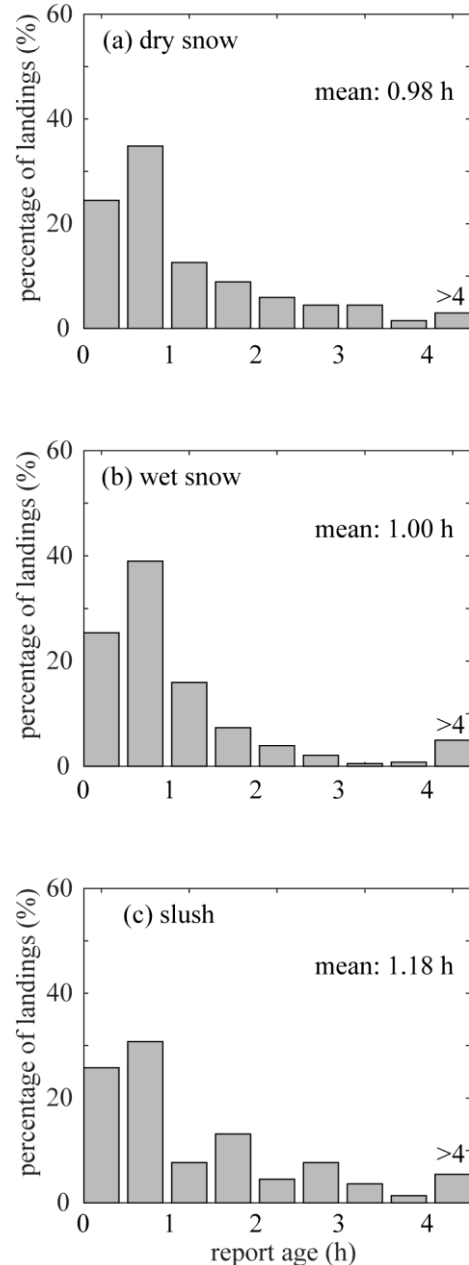 60
(a) dry snow
mean: 0.98 h
40
percentage of landings (%)
20
>4
0
0 1 2 3 4
60
(b) wet snow
mean: 1.00 h
40
percentage of landings (%)
20
>4
0
0 1 2 3 4
60
(c) slush
mean: 1.18 h
40
percentage of landings (%)
20
>4
0
0 1 2 3 4
report age (h)